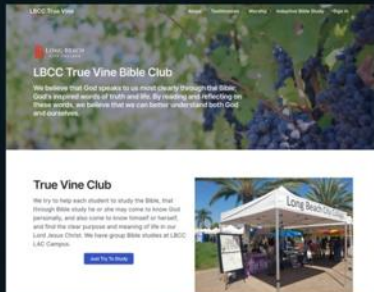 LBCC True Vine
About Testimonies Worship Inductive Bible Study Sign In
LONG BEACH
CITY COLLEGE
LBCC True Vine Bible Club
We believe that God speaks to us most clearly through the Bible;
God's inspired words of truth and life. By reading and reflecting on
these words, we believe that we can better understand both God
and ourselves.
True Vine Club
We try to help each student to study the Bible, that
through Bible study he or she may come to know God
personally, and also come to know himself or herself,
and find the clear purpose and meaning of life in our
Lord Jesus Christ. We have group Bible studies at LBCC
LAC Campus.
Just Try To Study
Long Beach City College